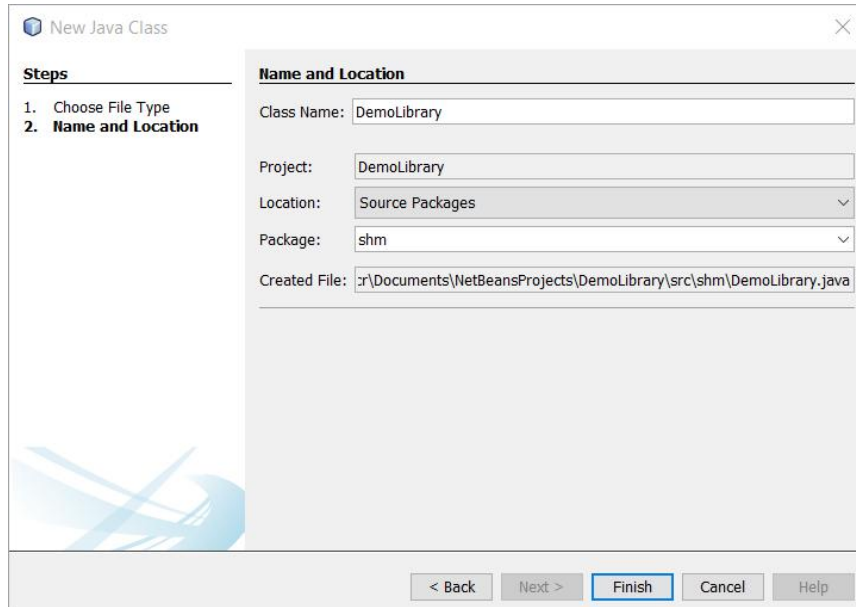 New Java Class
Steps
1. Choose File Type
2. Name and Location
Name and Location
Class Name: DemoLibrary
Project: DemoLibrary
Location: Source Packages
Package: shm
Created File: :r\Documents\NetBeansProjects\DemoLibrary\src\shm\DemoLibrary.java
< Back Next > Finish Cancel Help